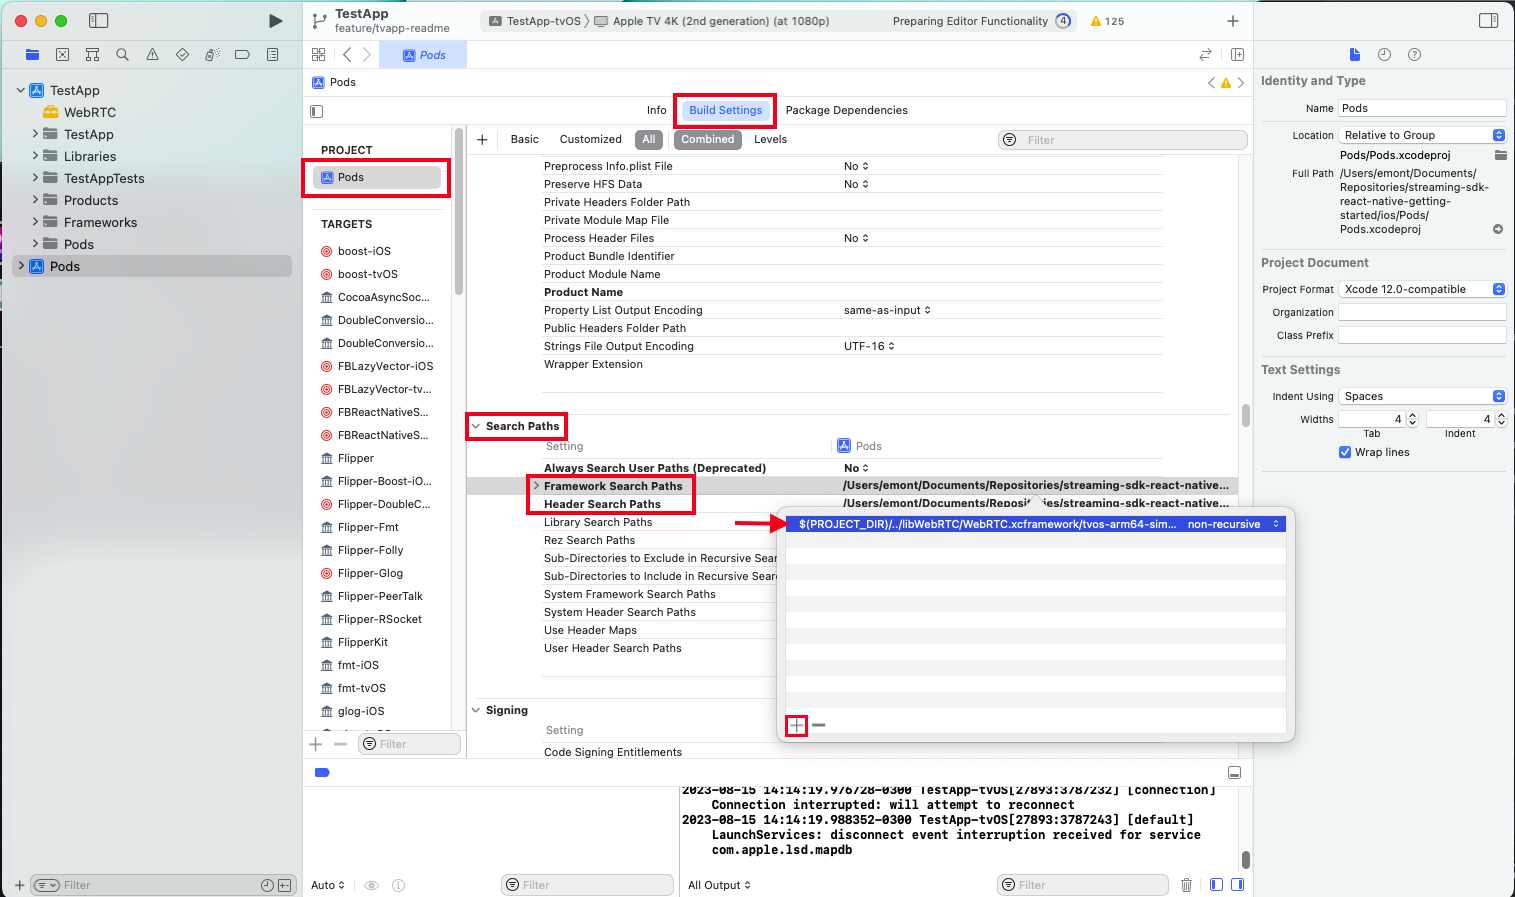 TestApp
feature/tvapp-readme
TestApp-tvOS
Apple TV 4K (2nd generation) (at 1080p)
Preparing Editor Functionality
4
125
Pods
TestApp
WebRTC
TestApp
Libraries
TestAppTests
Products
Frameworks
Pods
Pods
Filter
Pods
Info
Build Settings
Package Dependencies
PROJECT
Pods
TARGETS
boost-iOS
boost-tvOS
CocoaAsyncSoc...
DoubleConversio...
DoubleConversio...
FBLazyVector-iOS
FBLazyVector-tv...
FBReactNativeS...
FBReactNativeS...
Flipper
Flipper-Boost-iO...
Flipper-DoubleC...
Flipper-Fmt
Flipper-Folly
Flipper-Glog
Flipper-PeerTalk
Flipper-RSocket
FlipperKit
fmt-iOS
fmt-tvOS
glog-iOS
Filter
Basic
Customized
All
Combined
Levels
Filter
Preprocess Info.plist File No
Preserve HFS Data No
Private Headers Folder Path
Private Module Map File
Process Header Files No
Product Bundle Identifier
Product Module Name
Product Name
Property List Output Encoding same-as-input
Public Headers Folder Path
Strings File Output Encoding UTF-16
Wrapper Extension
Search Paths
Setting Pods
Always Search User Paths (Deprecated) No
Framework Search Paths /Users/emont/Documents/Repositories/streaming-sdk-react-native...
Header Search Paths /Users/emont/Documents/Repositories/streaming-sdk-react-native...
Library Search Paths
Rez Search Paths
Sub-Directories to Exclude in Recursive Sear
Sub-Directories to Include in Recursive Sear
System Framework Search Paths
System Header Search Paths
Use Header Maps
User Header Search Paths
$(PROJECT_DIR)/../libWebRTC/WebRTC.xcframework/tvos-arm64-sim... non-recursive
Signing
Setting
Code Signing Entitlements
2023-08-15 14:14:19.976728-0300 TestApp-tvOS[27893:3787232] [connection]
Connection interrupted: will attempt to reconnect
2023-08-15 14:14:19.988352-0300 TestApp-tvOS[27893:3787243] [default]
LaunchServices: disconnect event interruption received for service
com.apple.lsd.mapdb
Auto
Filter
All Output
Filter
Identity and Type
Name Pods
Location Relative to Group
Pods/Pods.xcodeproj
Full Path /Users/emont/Documents/
Repositories/streaming-sdk-
react-native-getting-
started/ios/Pods/
Pods.xcodeproj
Project Document
Project Format Xcode 12.0-compatible
Organization
Class Prefix
Text Settings
Indent Using Spaces
Widths 4 4
Tab Indent
Wrap lines